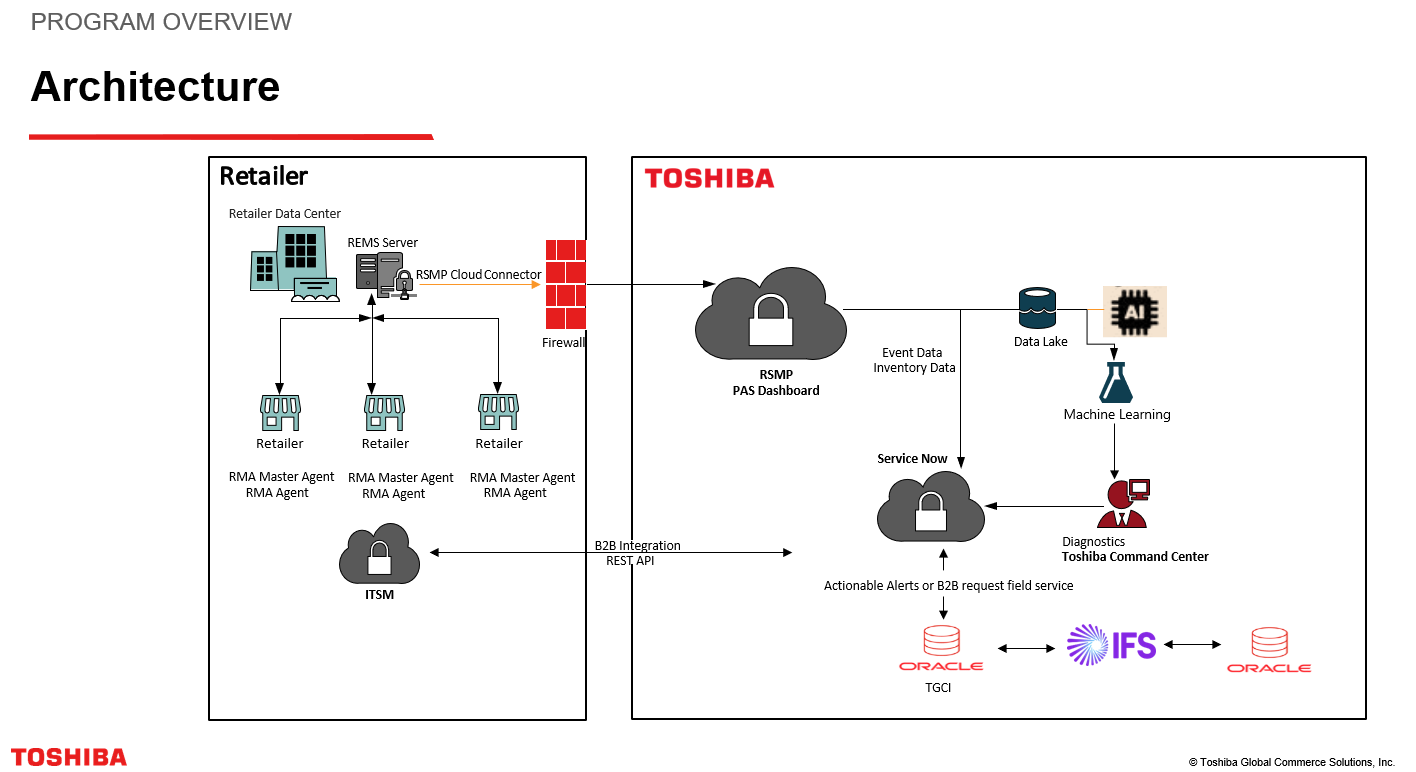 PROGRAM OVERVIEW
Architecture
Retailer
Retailer Data Center
REMS Server
RSMP Cloud Connector
Firewall
Retailer
Retailer
Retailer
RMA Master Agent
RMA Agent
RMA Master Agent
RMA Agent
RMA Master Agent
RMA Agent
ITSM
B2B Integration
REST API
TOSHIBA
RSMP
PAS Dashboard
Event Data
Inventory Data
Data Lake
AI
Machine Learning
Service Now
Diagnostics
Toshiba Command Center
Actionable Alerts or B2B request field service
ORACLE
TGCI
IFS
ORACLE
TOSHIBA
© Toshiba Global Commerce Solutions, Inc.